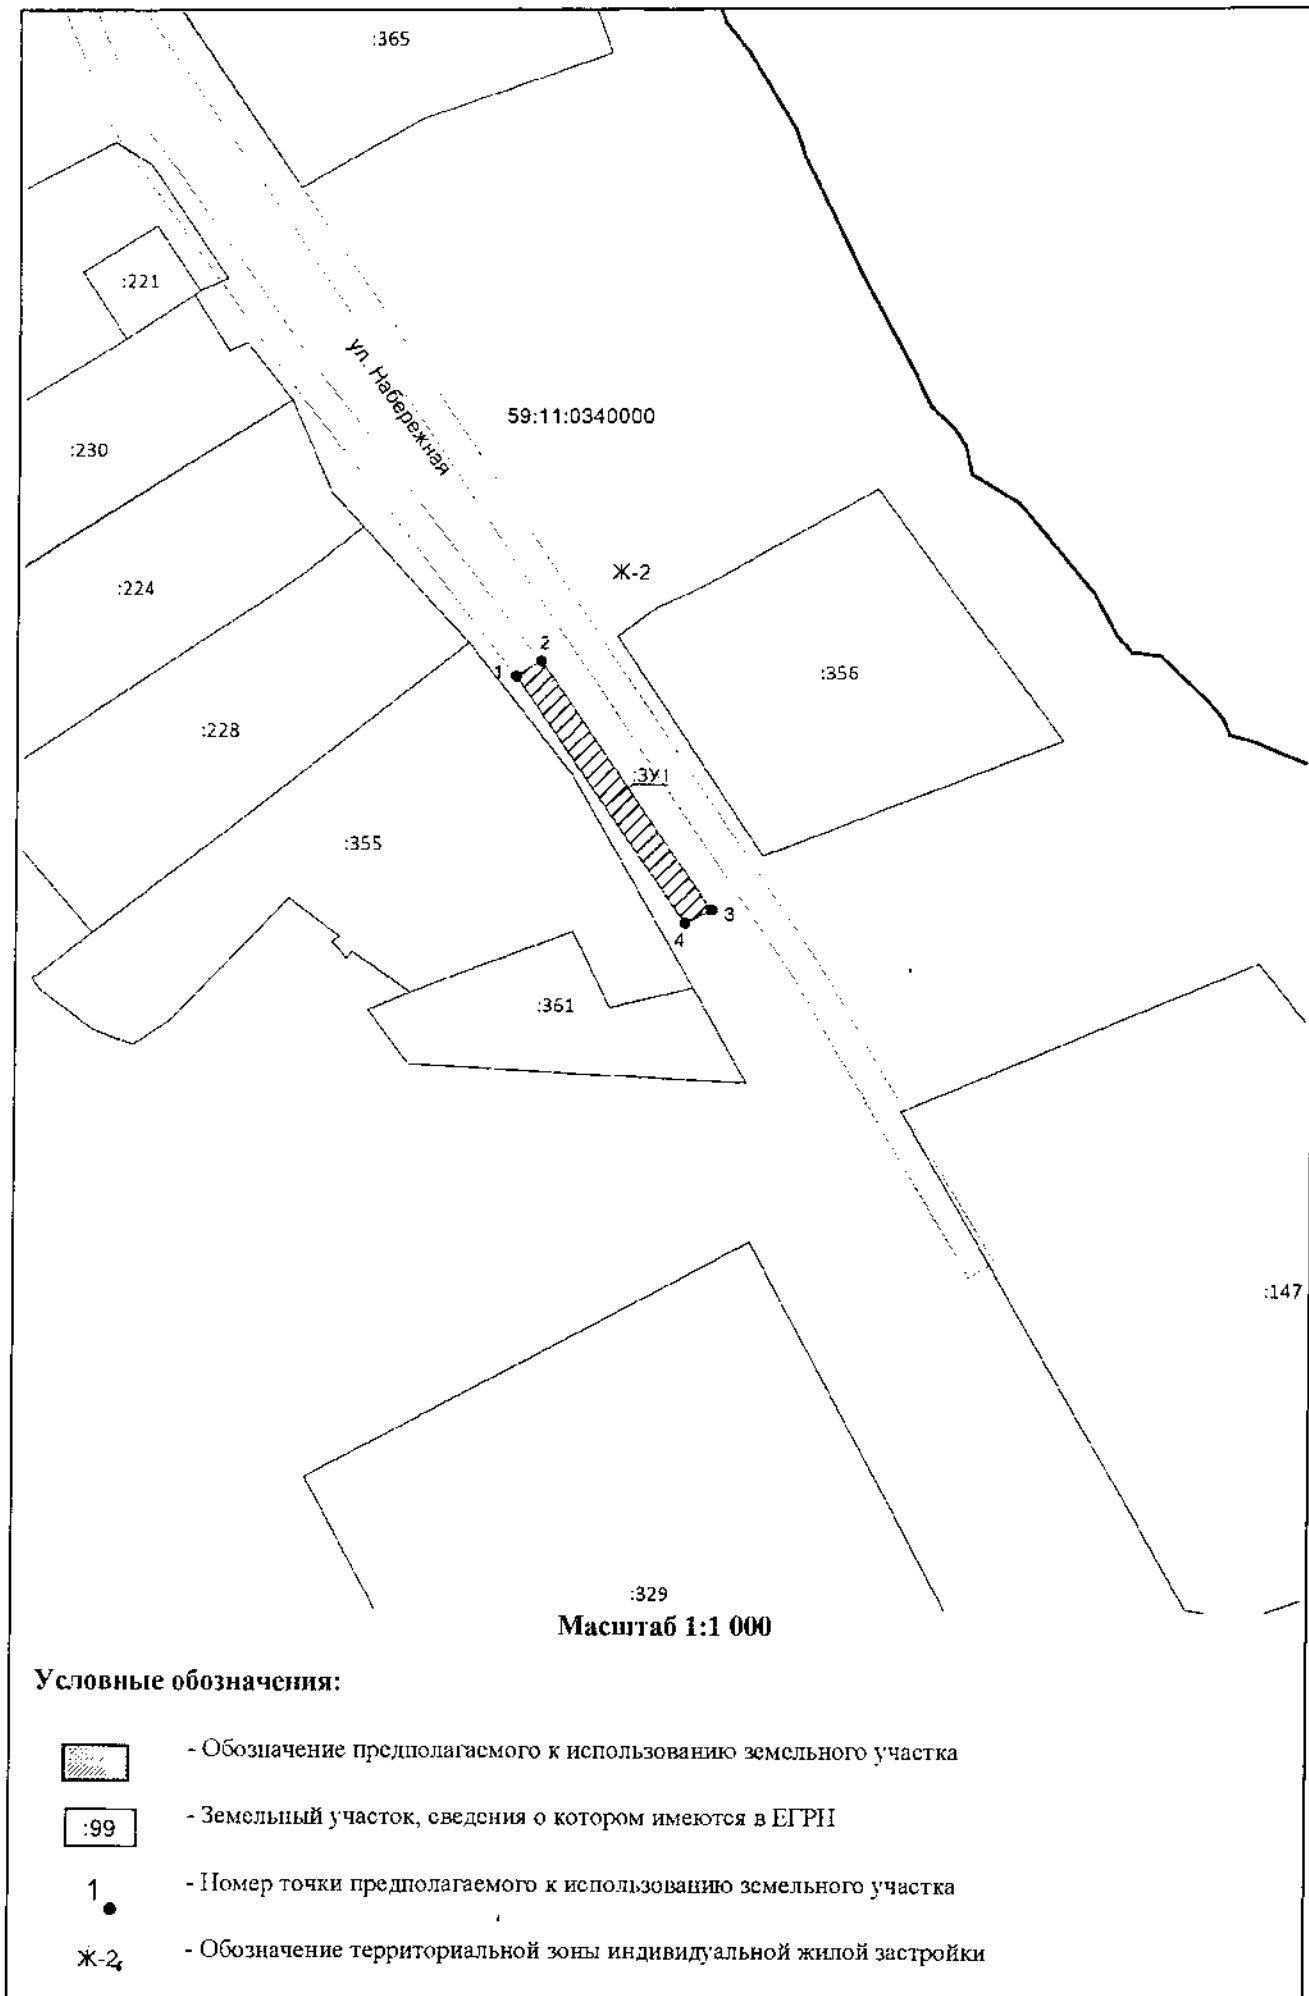 :365
:221
ул. Набережная
59:11:0340000
:230
Ж-2
:224
2
1
:356
:228
:ЗУ1
:355
3
4
:361
:147
:329
Масштаб 1:1 000
Условные обозначения:
- Обозначение предполагаемого к использованию земельного участка
:99 - Земельный участок, сведения о котором имеются в ЕГРН
1 - Номер точки предполагаемого к использованию земельного участка
Ж-2 - Обозначение территориальной зоны индивидуальной жилой застройки